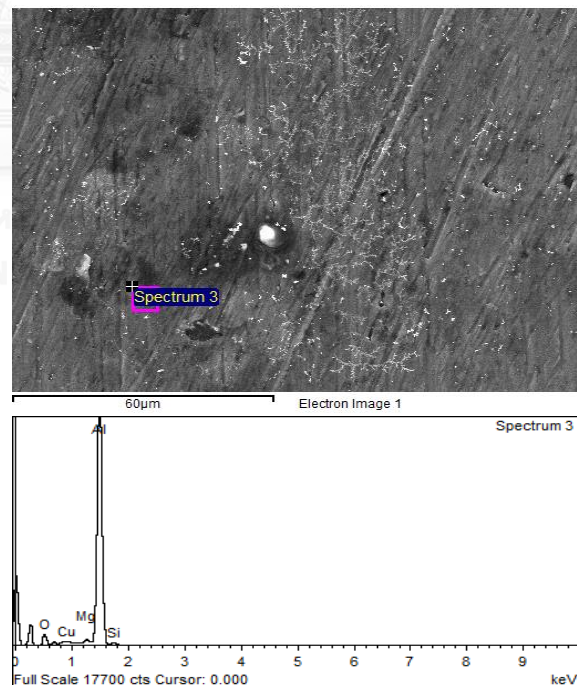 Spectrum 3
60µm Electron Image 1
Spectrum 3
Al
O Cu Mg Si
0 1 2 3 4 5 6 7 8 9
Full Scale 17700 cts Cursor: 0.000 keV